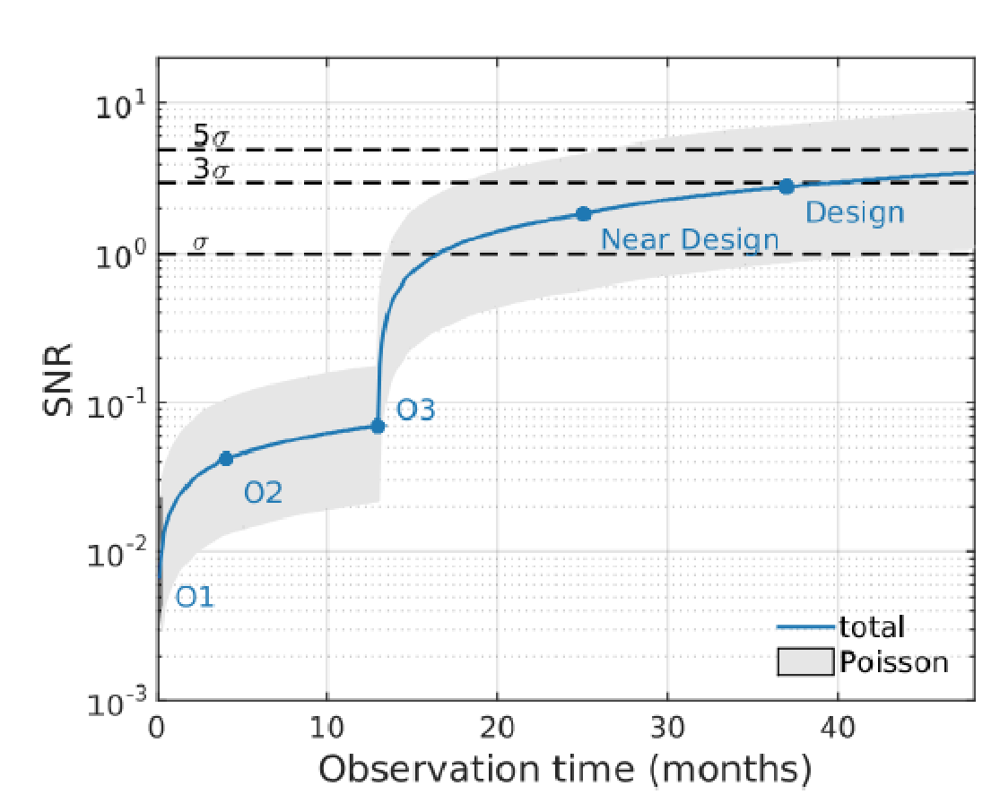 10^1
5σ
3σ
Design
Near Design
σ
10^0
SNR
10^-1
O3
O2
10^-2
O1
total
Poisson
10^-3
0 10 20 30 40
Observation time (months)